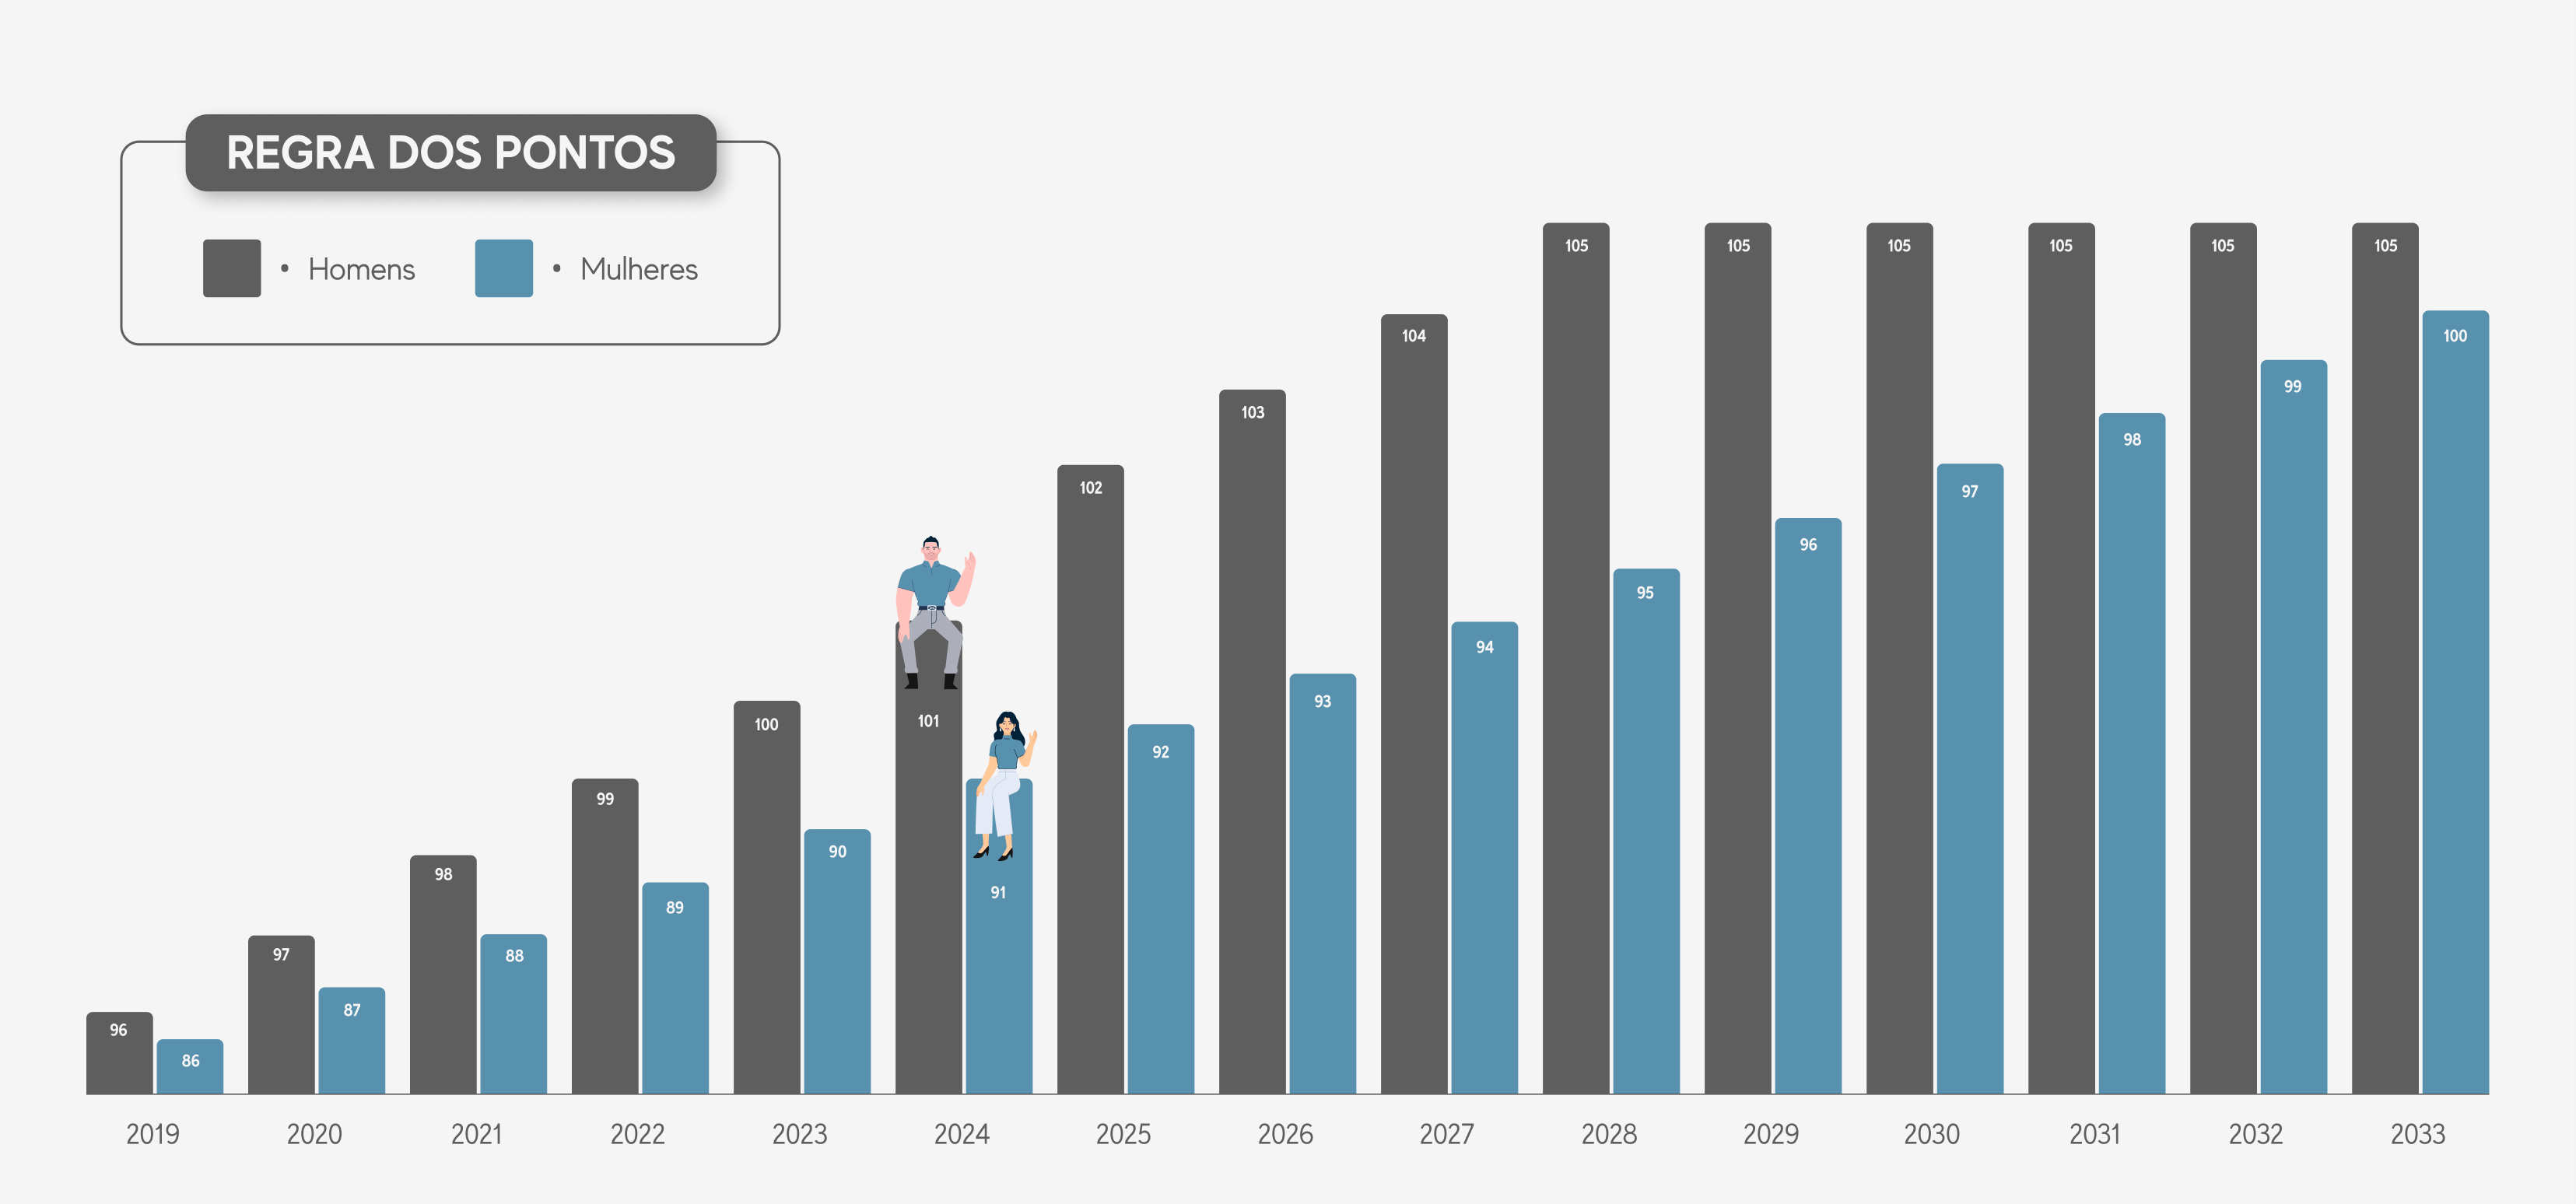 REGRA DOS PONTOS
• Homens • Mulheres
96 86 97 87 98 88 99 89 100 90 101 91 102 92 103 93 104 94 105 95 105 96 105 97 105 98 105 99 105 100
2019 2020 2021 2022 2023 2024 2025 2026 2027 2028 2029 2030 2031 2032 2033